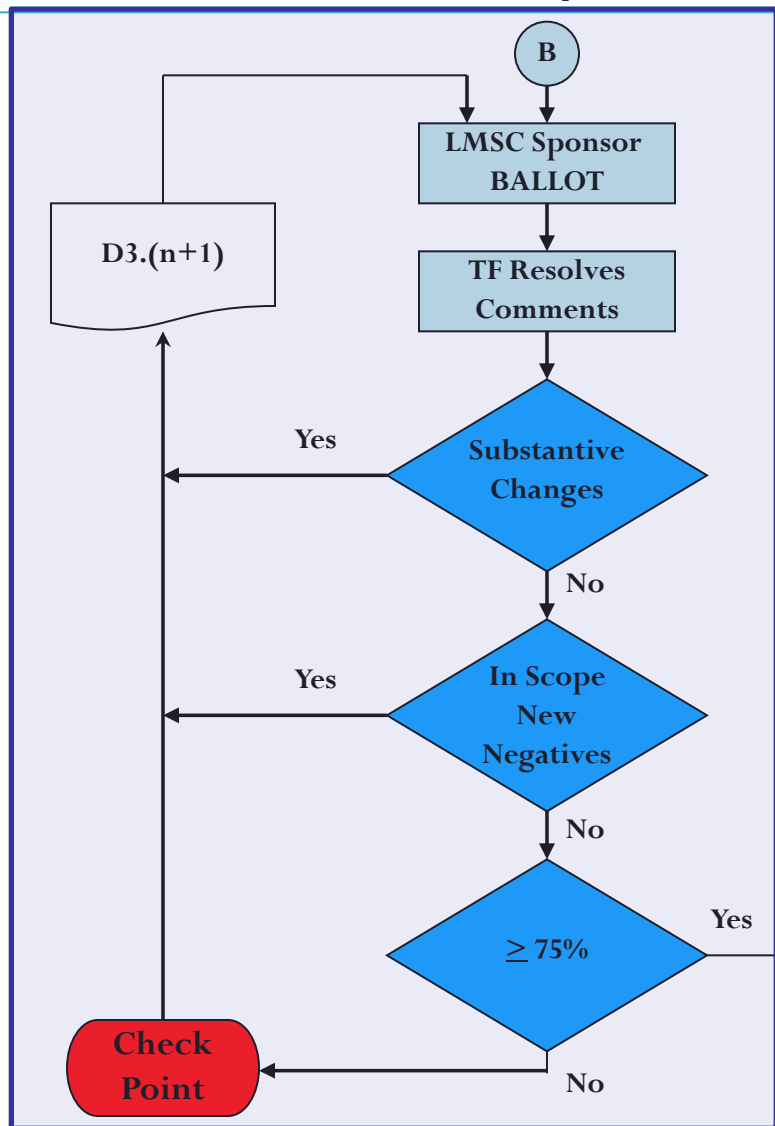 B
LMSC Sponsor
BALLOT
D3.(n+1)
TF Resolves
Comments
Yes
Substantive
Changes
No
Yes
In Scope
New
Negatives
No
≥ 75%
Yes
Check
Point
No